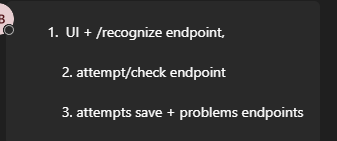 1. UI + /recognize endpoint,
2. attempt/check endpoint
3. attempts save + problems endpoints